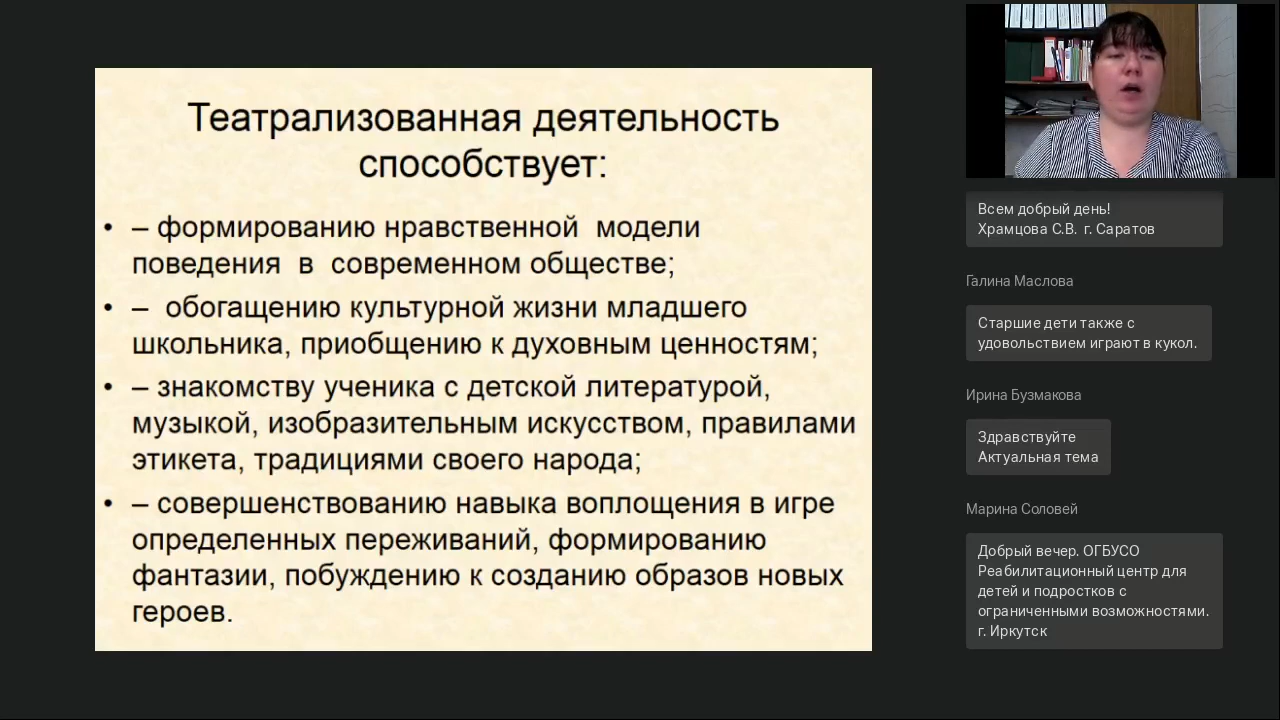 Театрализованная деятельность
способствует:
• – формированию нравственной модели
поведения в современном обществе;
• – обогащению культурной жизни младшего
школьника, приобщению к духовным ценностям;
• – знакомству ученика с детской литературой,
музыкой, изобразительным искусством, правилами
этикета, традициями своего народа;
• – совершенствованию навыка воплощения в игре
определенных переживаний, формированию
фантазии, побуждению к созданию образов новых
героев.
Всем добрый день!
Храмцова С.В. г. Саратов
Галина Маслова
Старшие дети также с
удовольствием играют в кукол.
Ирина Бузмакова
Здравствуйте
Актуальная тема
Марина Соловей
Добрый вечер. ОГБУСО
Реабилитационный центр для
детей и подростков с
ограниченными возможностями.
г. Иркутск